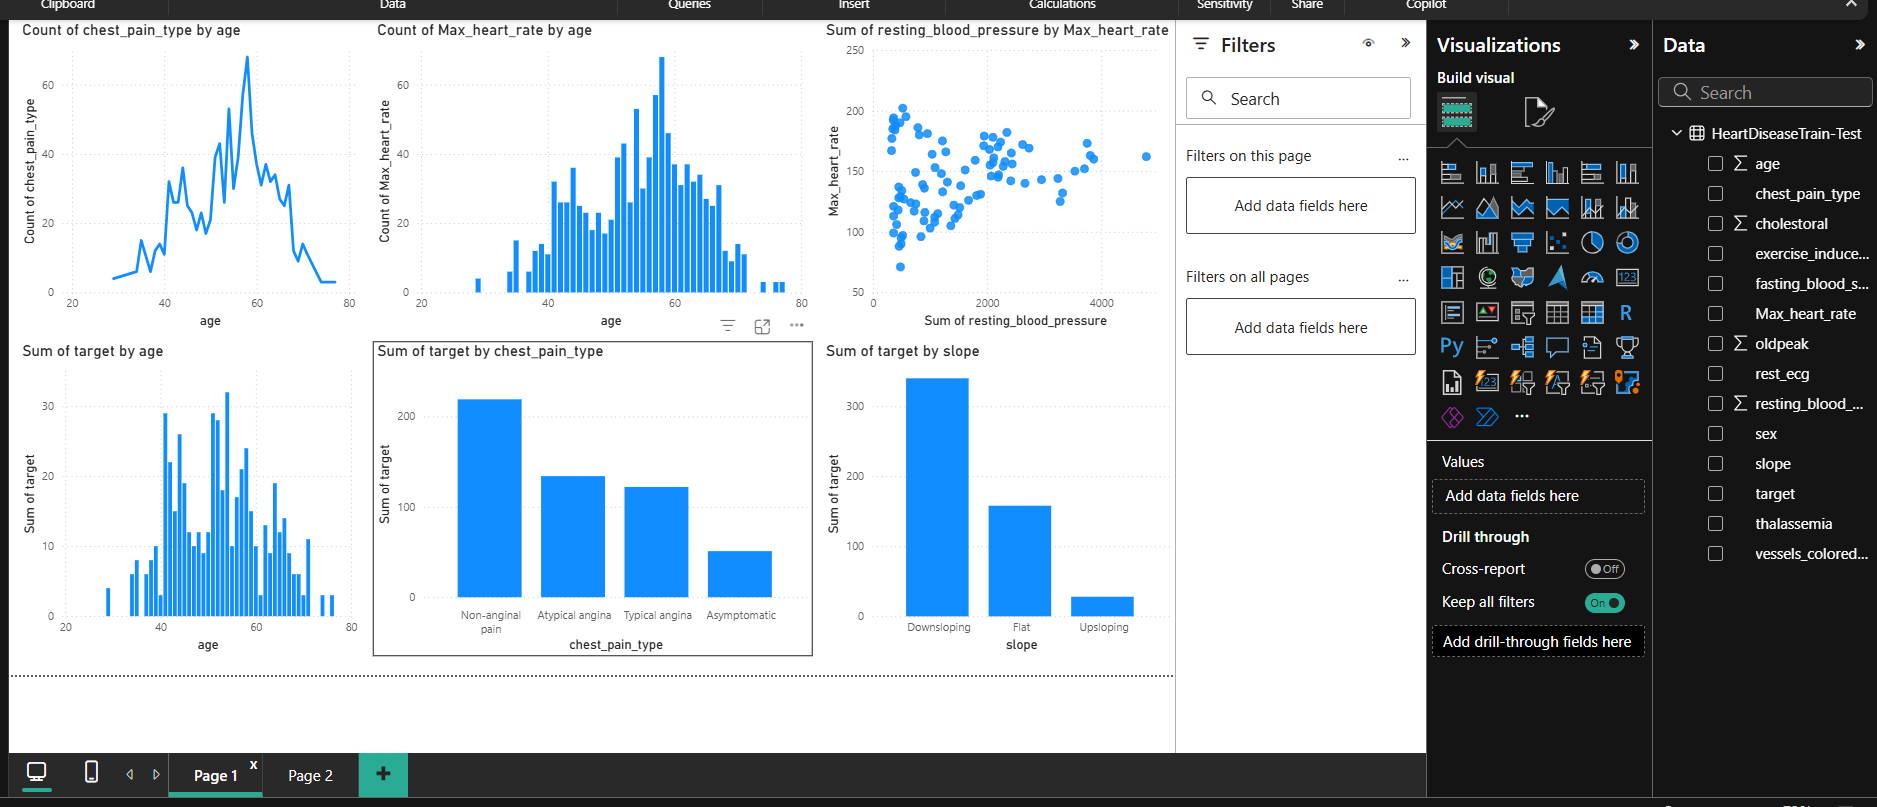 Clipboard
Data
Queries
Insert
Calculations
Sensitivity
Share
Copilot
Count of chest_pain_type by age
Count of chest_pain_type
60
40
20
0
20
40
60
80
age
Count of Max_heart_rate by age
Count of Max_heart_rate
60
40
20
0
20
40
60
80
age
Sum of resting_blood_pressure by Max_heart_rate
Max_heart_rate
250
200
150
100
50
0
2000
4000
Sum of resting_blood_pressure
Sum of target by age
Sum of target
30
20
10
0
20
40
60
80
age
Sum of target by chest_pain_type
Sum of target
200
100
0
Non-anginal
pain
Atypical angina
Typical angina
Asymptomatic
chest_pain_type
Sum of target by slope
Sum of target
300
200
100
0
Downsloping
Flat
Upsloping
slope
Page 1
x
Page 2
+
Filters
Search
Filters on this page
...
Add data fields here
Filters on all pages
...
Add data fields here
Visualizations
Build visual
123
R
Py
123
A
...
Values
Add data fields here
Drill through
Cross-report
Off
Keep all filters
On
Add drill-through fields here
Data
Search
HeartDiseaseTrain-Test
Σ age
chest_pain_type
Σ cholestoral
exercise_induce...
fasting_blood_s...
Max_heart_rate
Σ oldpeak
rest_ecg
Σ resting_blood_...
sex
slope
target
thalassemia
vessels_colored...